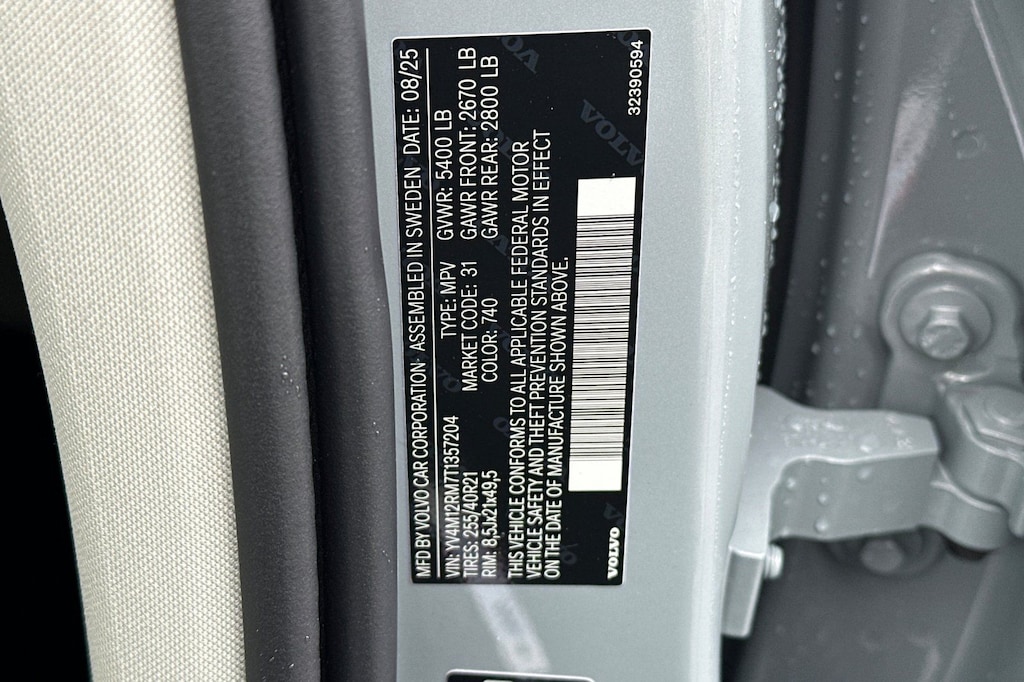 MFD BY VOLVO CAR CORPORATION ASSEMBLED IN SWEDEN DATE: 08/25
VIN: YV4M12RM7T1357204 TYPE: MPV GVWR: 5400 LB
TIRES: 255/40R21 MARKET CODE: 31 GAWR FRONT: 2670 LB
RIM: 8,5Jx21x49,5 COLOR: 740 GAWR REAR: 2800 LB
THIS VEHICLE CONFORMS TO ALL APPLICABLE FEDERAL MOTOR
VEHICLE SAFETY AND THEFT PREVENTION STANDARDS IN EFFECT
ON THE DATE OF MANUFACTURE SHOWN ABOVE.
VOLVO
32390594
VOLVO